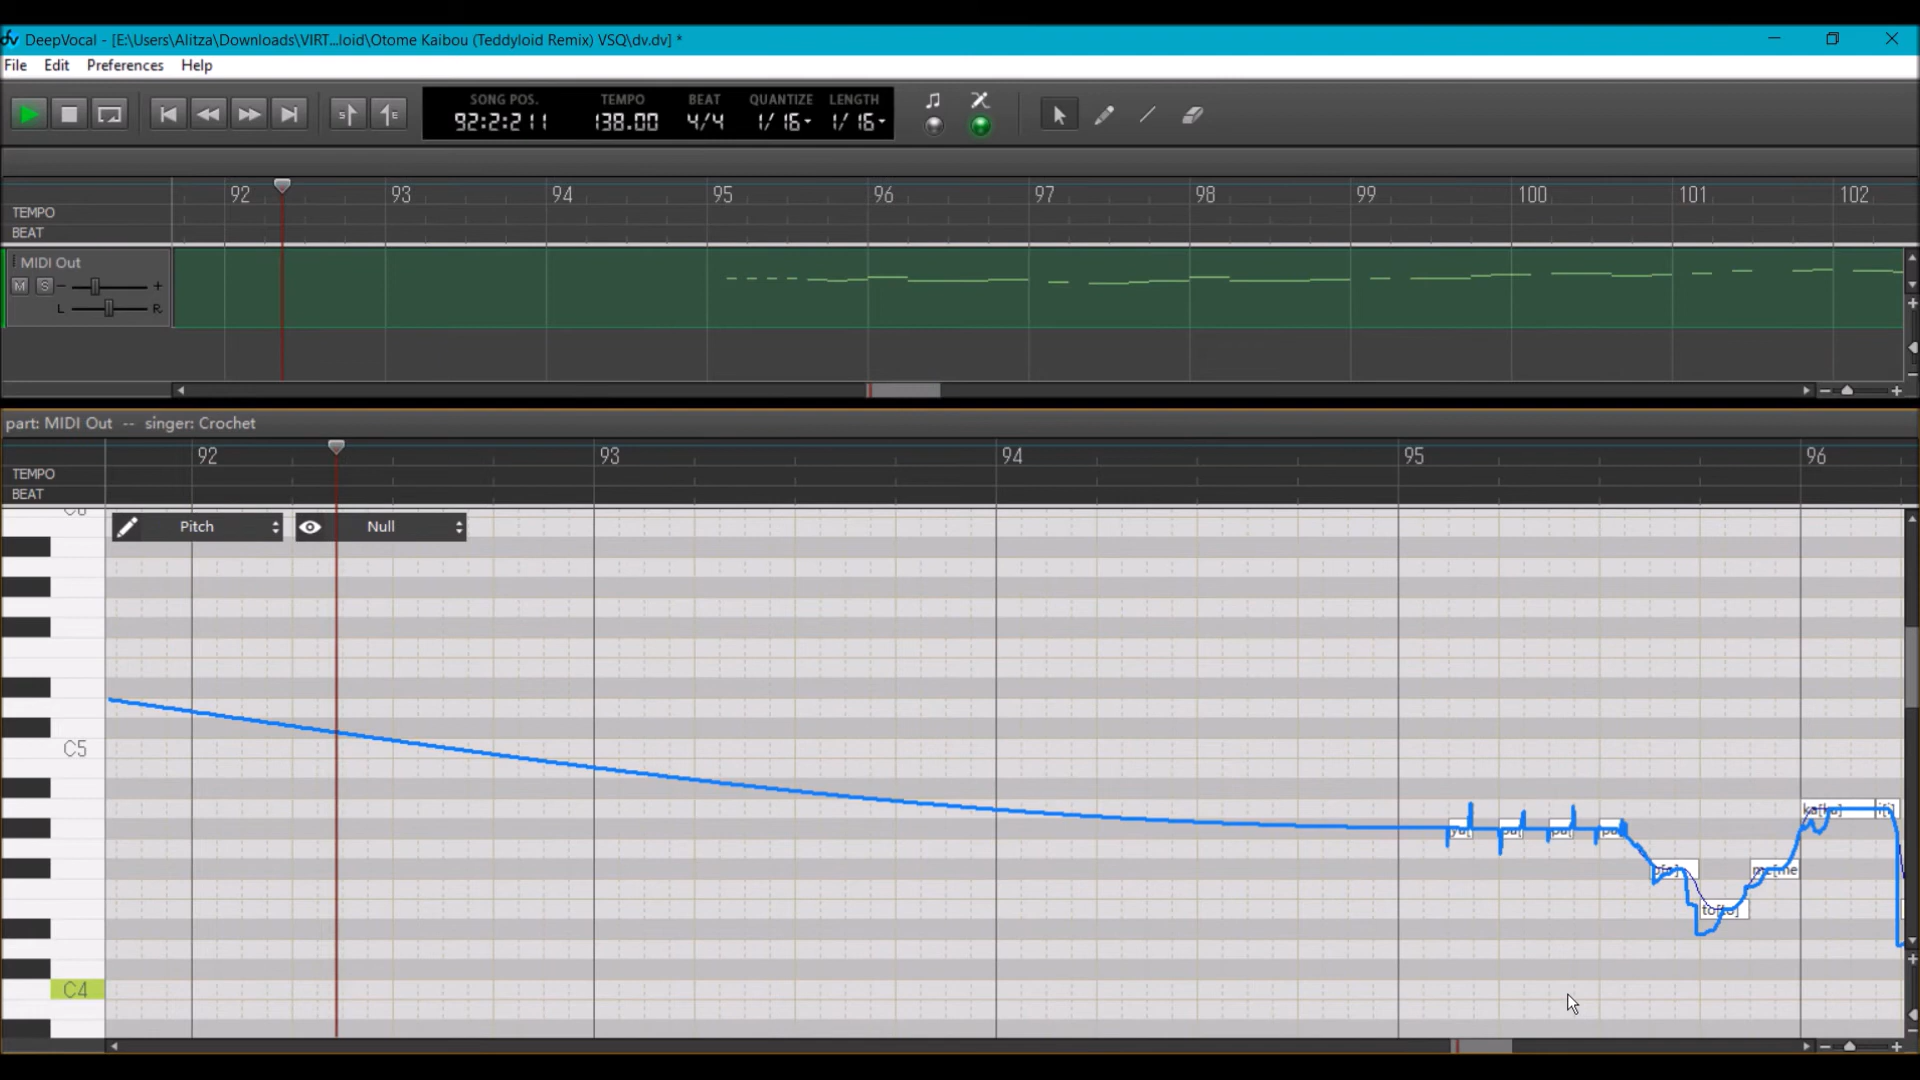 DeepVocal - [E:\Users\Alitza\Downloads\VIRT...loid\Otome Kaibou (Teddyloid Remix) VSQ\dv.dv] *
File Edit Preferences Help
SONG POS. TEMPO BEAT QUANTIZE LENGTH
92:2:211 138.00 4/4 1/16 1/16
92 93 94 95 96 97 98 99 100 101 102
TEMPO
BEAT
MIDI Out
M S - +
L R
part: MIDI Out -- singer: Crochet
92 93 94 95 96
TEMPO
BEAT
Pitch Null
C5
to[to]
C4